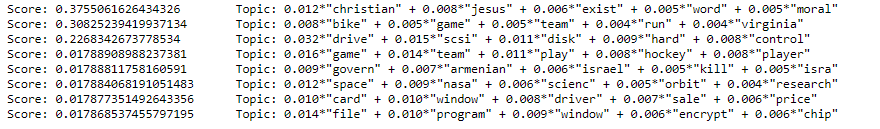 Score: 0.3755061626434326 Topic: 0.012*"christian" + 0.008*"jesus" + 0.006*"exist" + 0.005*"word" + 0.005*"moral"
Score: 0.30825239419937134 Topic: 0.008*"bike" + 0.005*"game" + 0.005*"team" + 0.004*"run" + 0.004*"virginia"
Score: 0.2268342673778534 Topic: 0.032*"drive" + 0.015*"scsi" + 0.011*"disk" + 0.009*"hard" + 0.008*"control"
Score: 0.01788908988237381 Topic: 0.016*"game" + 0.014*"team" + 0.011*"play" + 0.008*"hockey" + 0.008*"player"
Score: 0.01788811758160591 Topic: 0.009*"govern" + 0.007*"armenian" + 0.006*"israel" + 0.005*"kill" + 0.005*"isra"
Score: 0.017884068191051483 Topic: 0.012*"space" + 0.009*"nasa" + 0.006*"scienc" + 0.005*"orbit" + 0.004*"research"
Score: 0.017877351492643356 Topic: 0.010*"card" + 0.010*"window" + 0.008*"driver" + 0.007*"sale" + 0.006*"price"
Score: 0.017868537455797195 Topic: 0.014*"file" + 0.010*"program" + 0.009*"window" + 0.006*"encrypt" + 0.006*"chip"